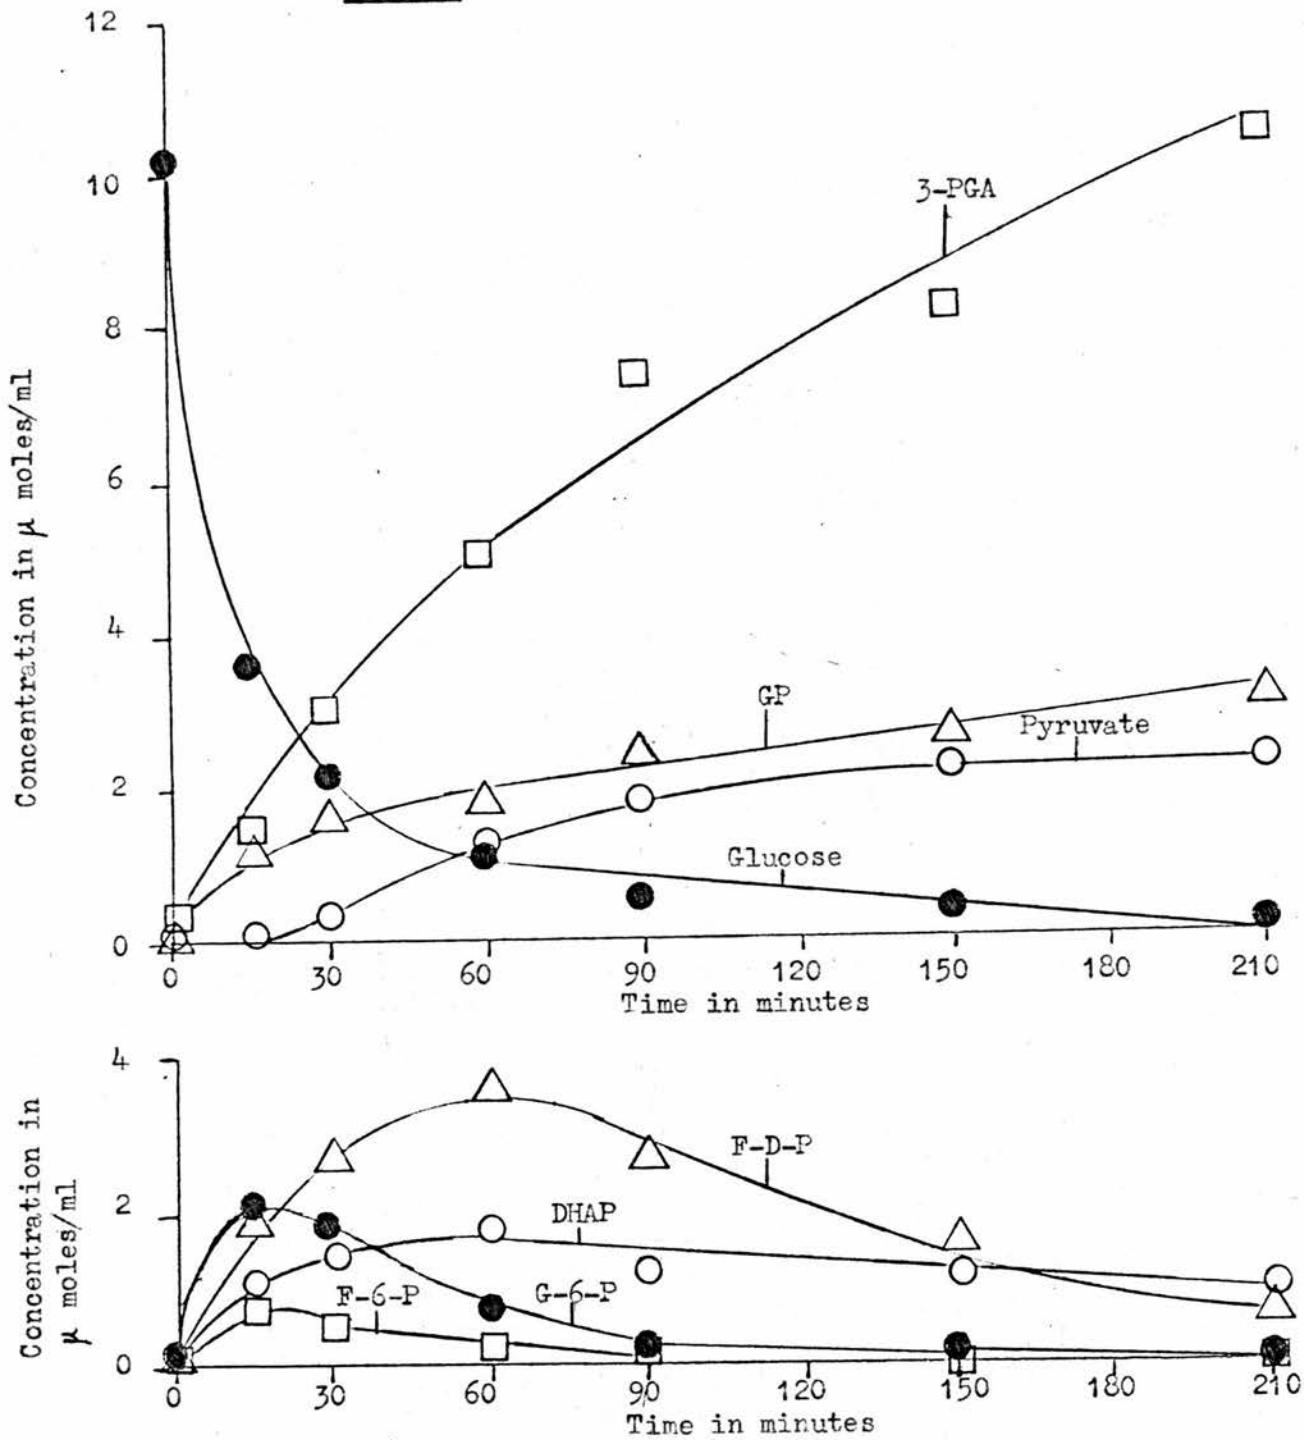 12
10
8
6
4
2
0
Concentration in μ moles/ml
3-PGA
GP
Pyruvate
Glucose
0 30 60 90 120 150 180 210
Time in minutes
4
2
0
Concentration in
μ moles/ml
F-D-P
DHAP
F-6-P
G-6-P
0 30 60 90 120 150 180 210
Time in minutes